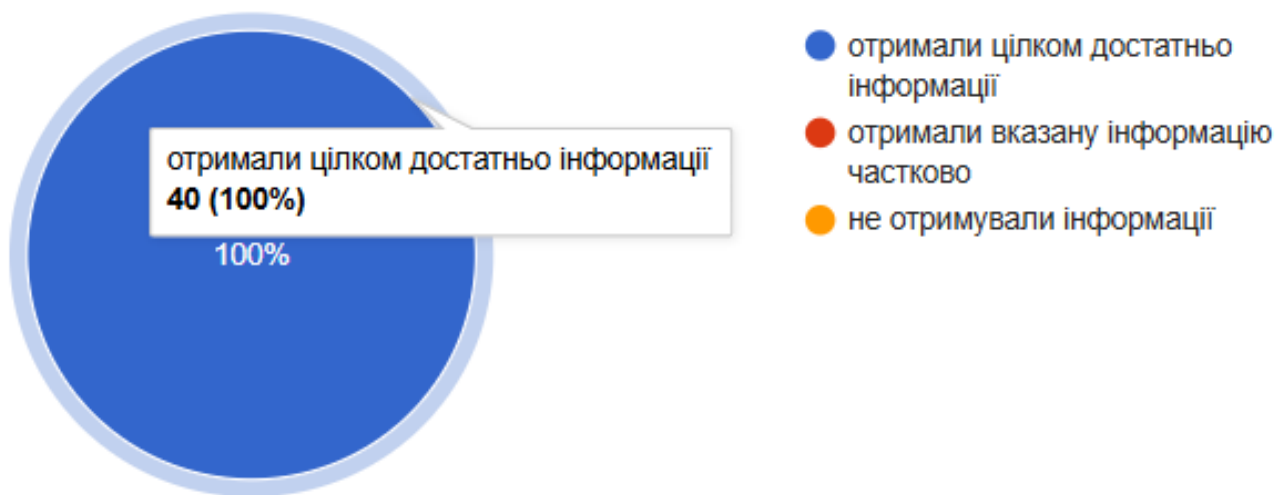 отримали цілком достатньо інформації
40 (100%)
100%
отримали цілком достатньо
інформації
отримали вказану інформацію
частково
не отримували інформації